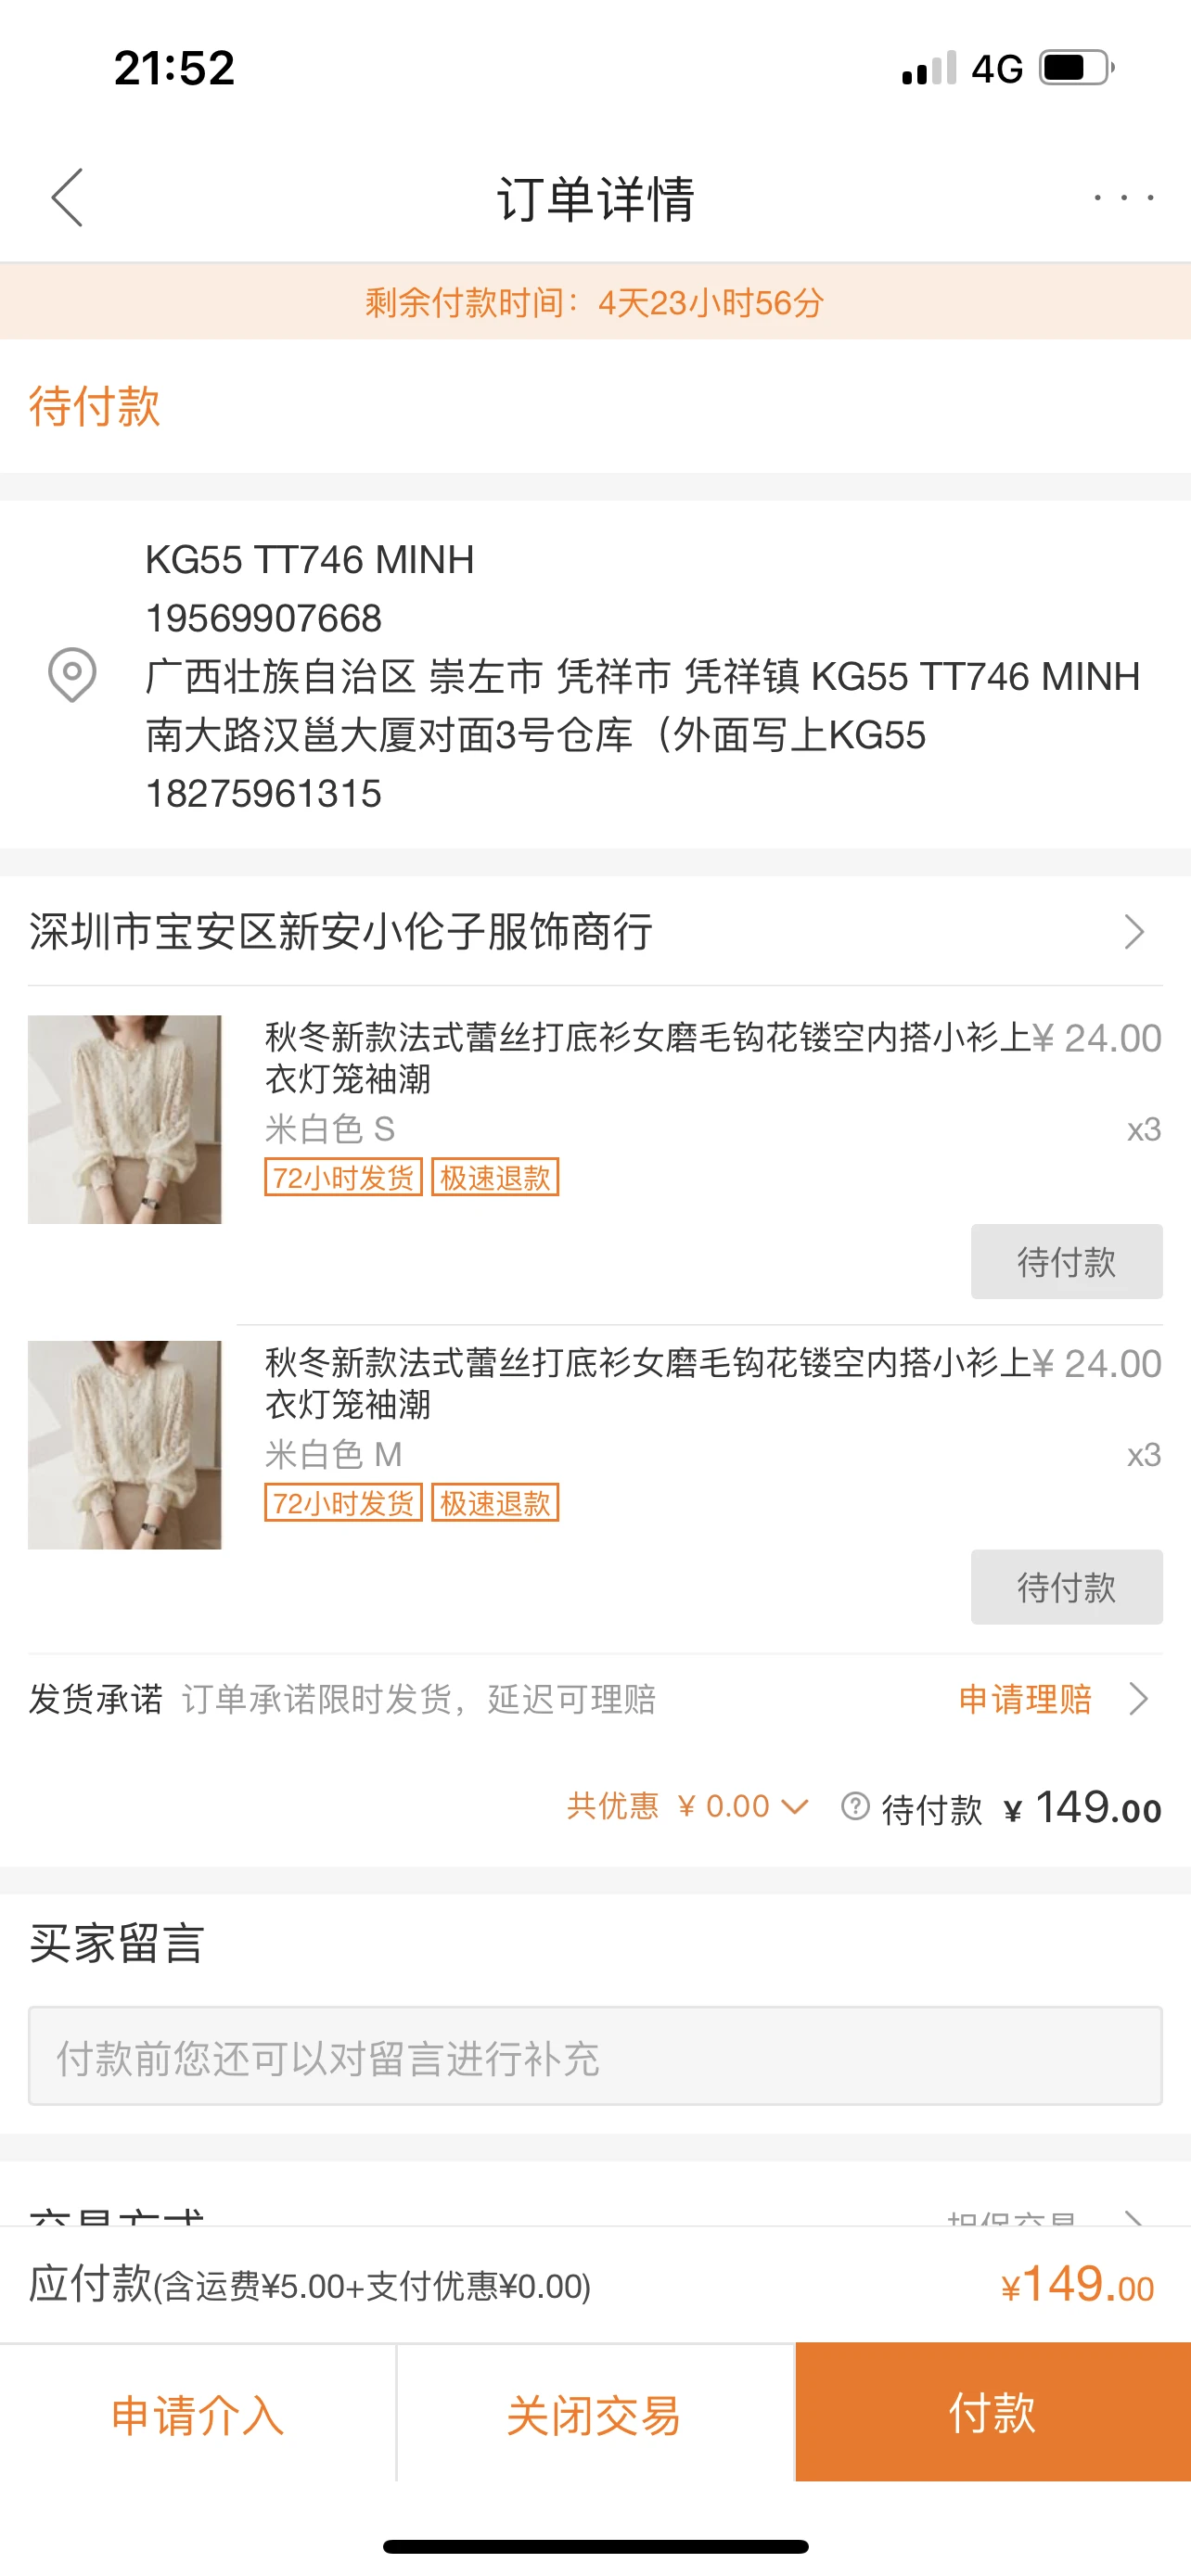 21:52
4G
订单详情
剩余付款时间：4天23小时56分
待付款
KG55 TT746 MINH
19569907668
广西壮族自治区 崇左市 凭祥市 凭祥镇 KG55 TT746 MINH
南大路汉邕大厦对面3号仓库（外面写上KG55
18275961315
深圳市宝安区新安小伦子服饰商行
秋冬新款法式蕾丝打底衫女磨毛钩花镂空内搭小衫上 ¥ 24.00
衣灯笼袖潮
米白色 S x3
72小时发货 极速退款
待付款
秋冬新款法式蕾丝打底衫女磨毛钩花镂空内搭小衫上 ¥ 24.00
衣灯笼袖潮
米白色 M x3
72小时发货 极速退款
待付款
发货承诺 订单承诺限时发货，延迟可理赔 申请理赔
共优惠 ¥ 0.00 ? 待付款 ¥ 149.00
买家留言
付款前您还可以对留言进行补充
交易方式 担保交易
应付款(含运费¥5.00+支付优惠¥0.00) ¥149.00
申请介入 关闭交易 付款